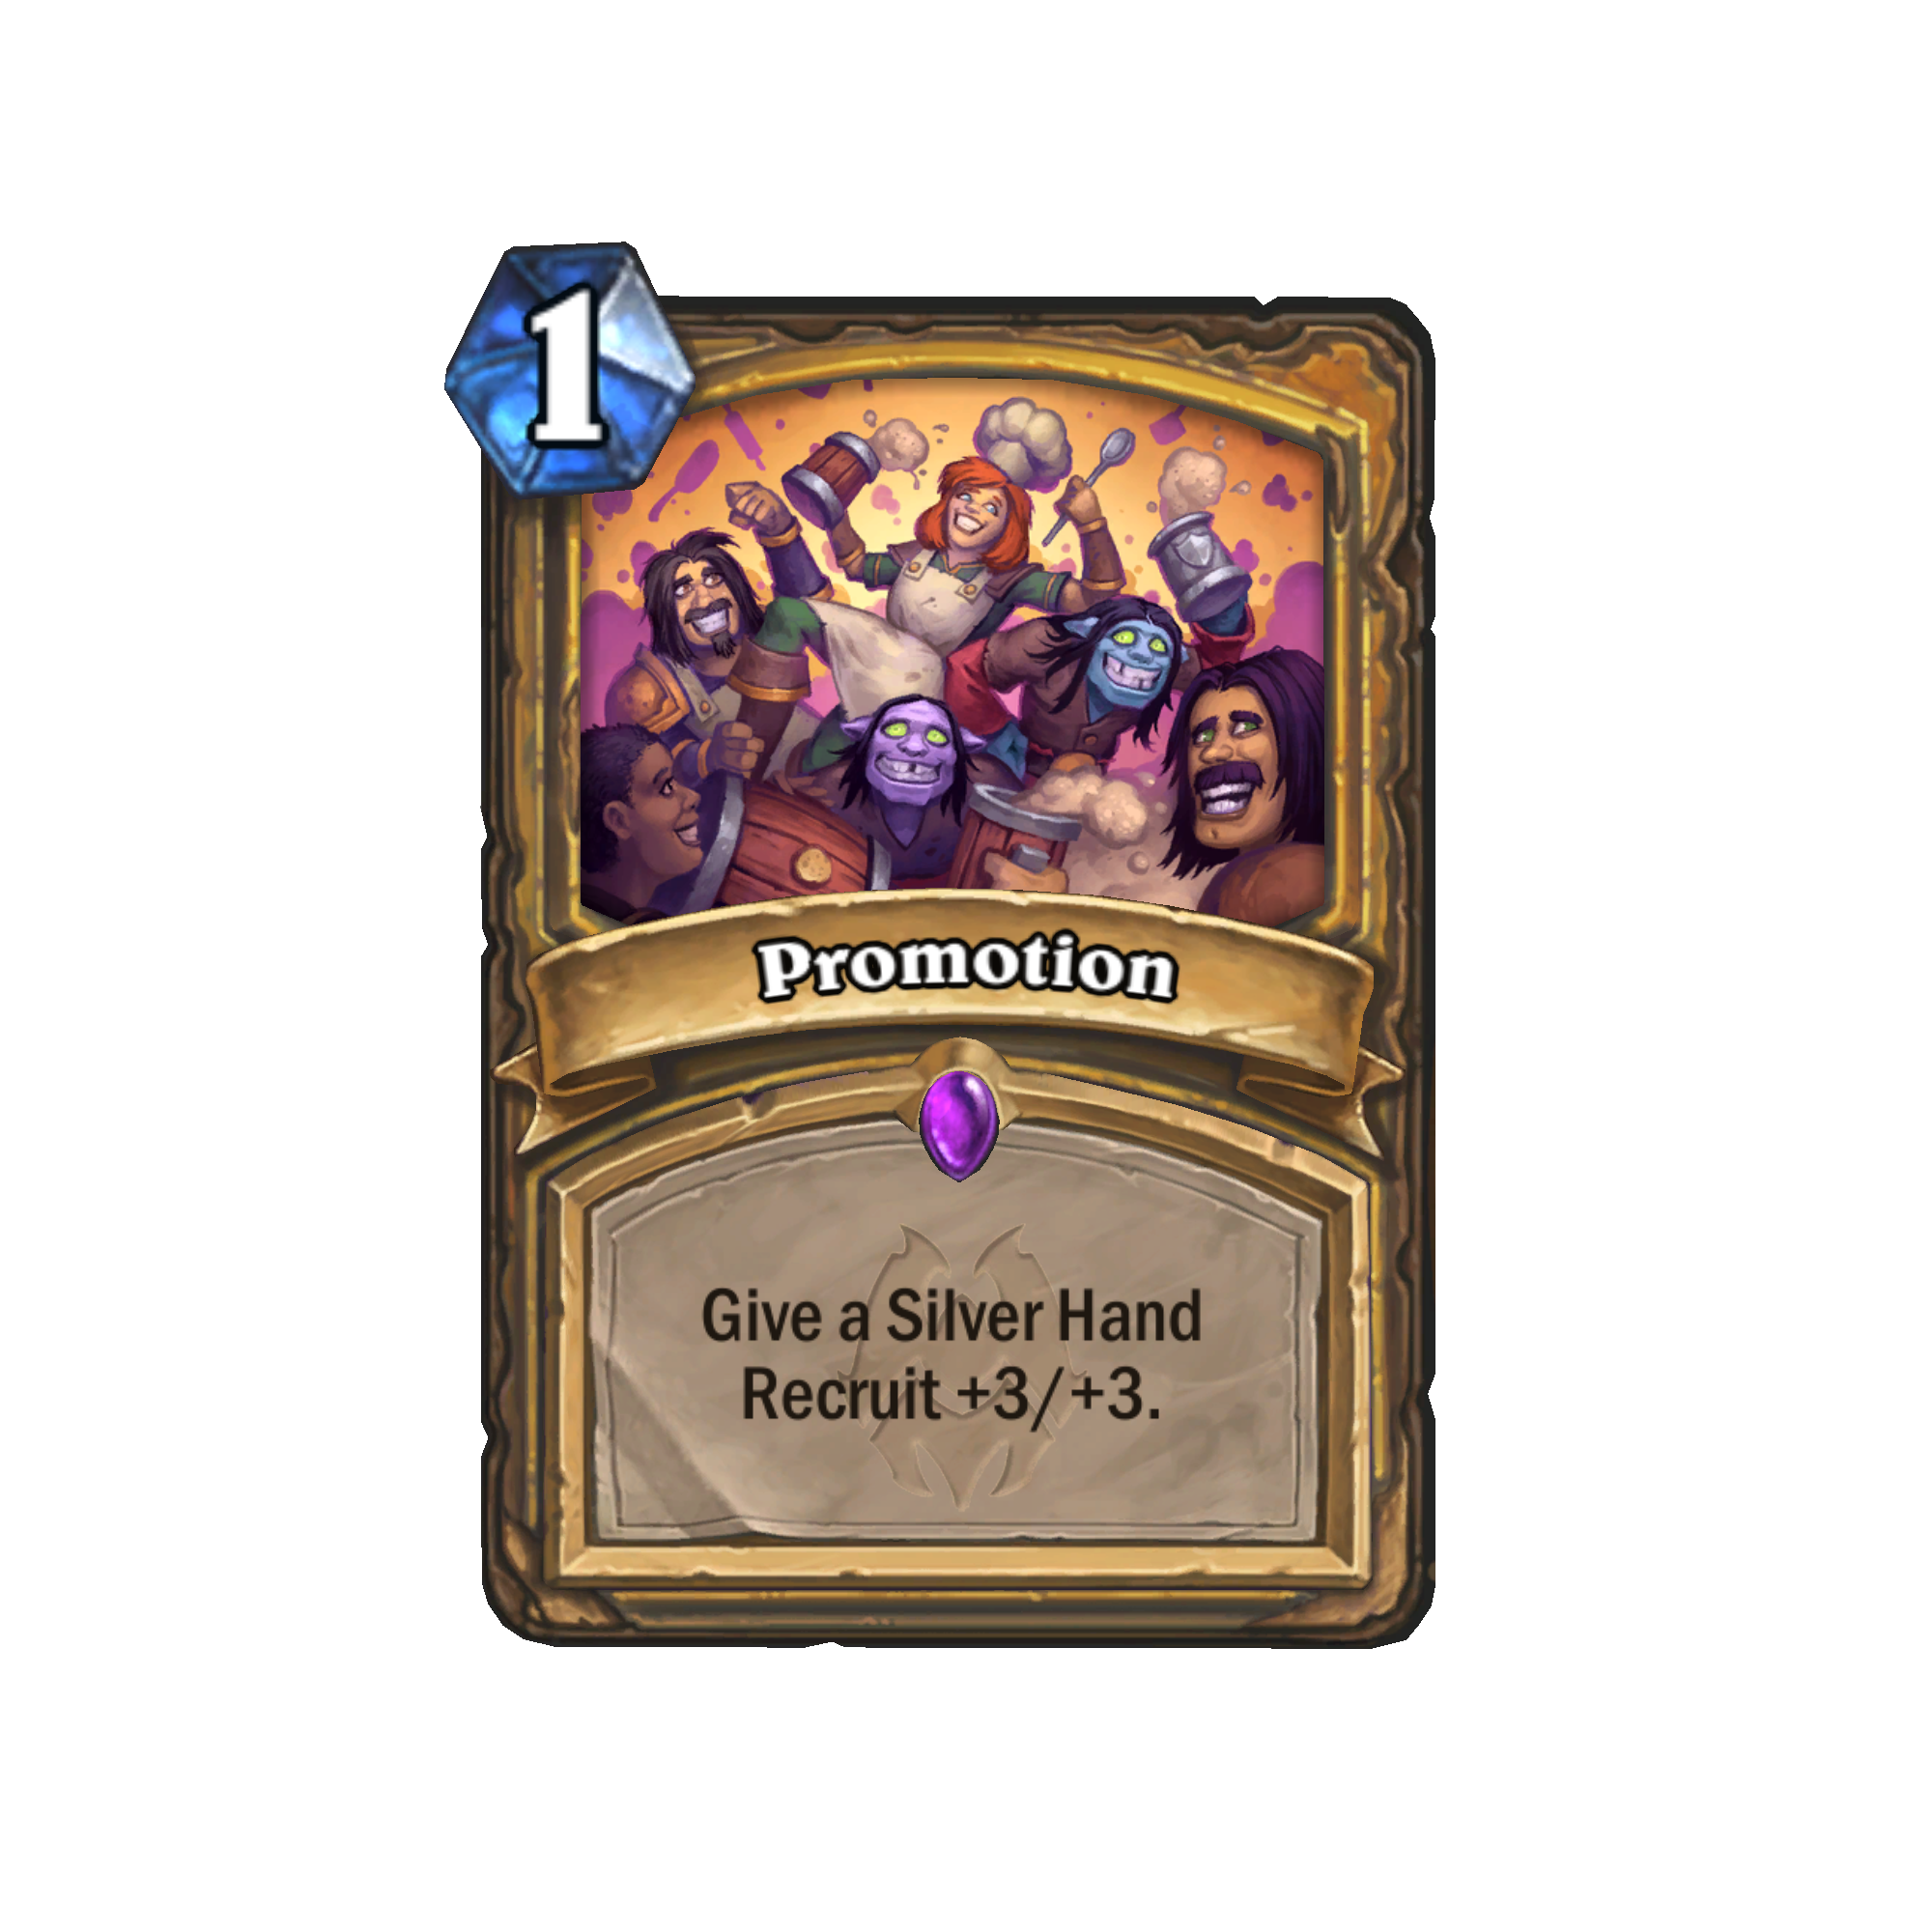 1
Promotion
Give a Silver Hand
Recruit +3/+3.